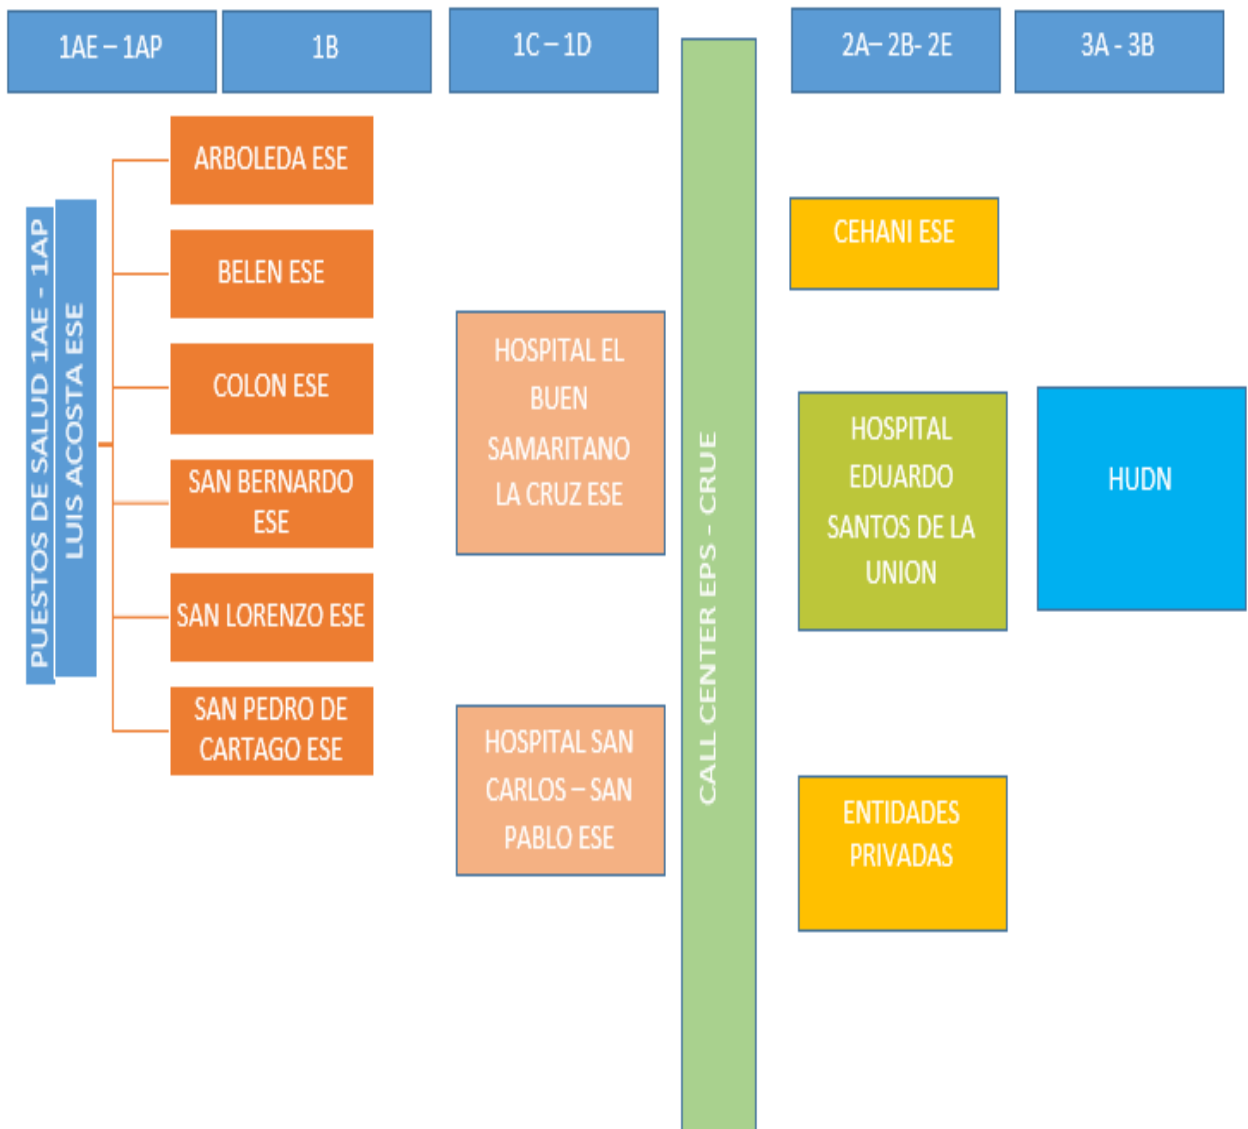 1AE – 1AP
1B
1C – 1D
2A– 2B- 2E
3A - 3B
PUESTOS DE SALUD 1AE - 1AP
LUIS ACOSTA ESE
ARBOLEDA ESE
BELEN ESE
COLON ESE
SAN BERNARDO
ESE
SAN LORENZO ESE
SAN PEDRO DE
CARTAGO ESE
HOSPITAL EL
BUEN
SAMARITANO
LA CRUZ ESE
HOSPITAL SAN
CARLOS – SAN
PABLO ESE
CALL CENTER EPS - CRUE
CEHANI ESE
HOSPITAL
EDUARDO
SANTOS DE LA
UNION
ENTIDADES
PRIVADAS
HUDN